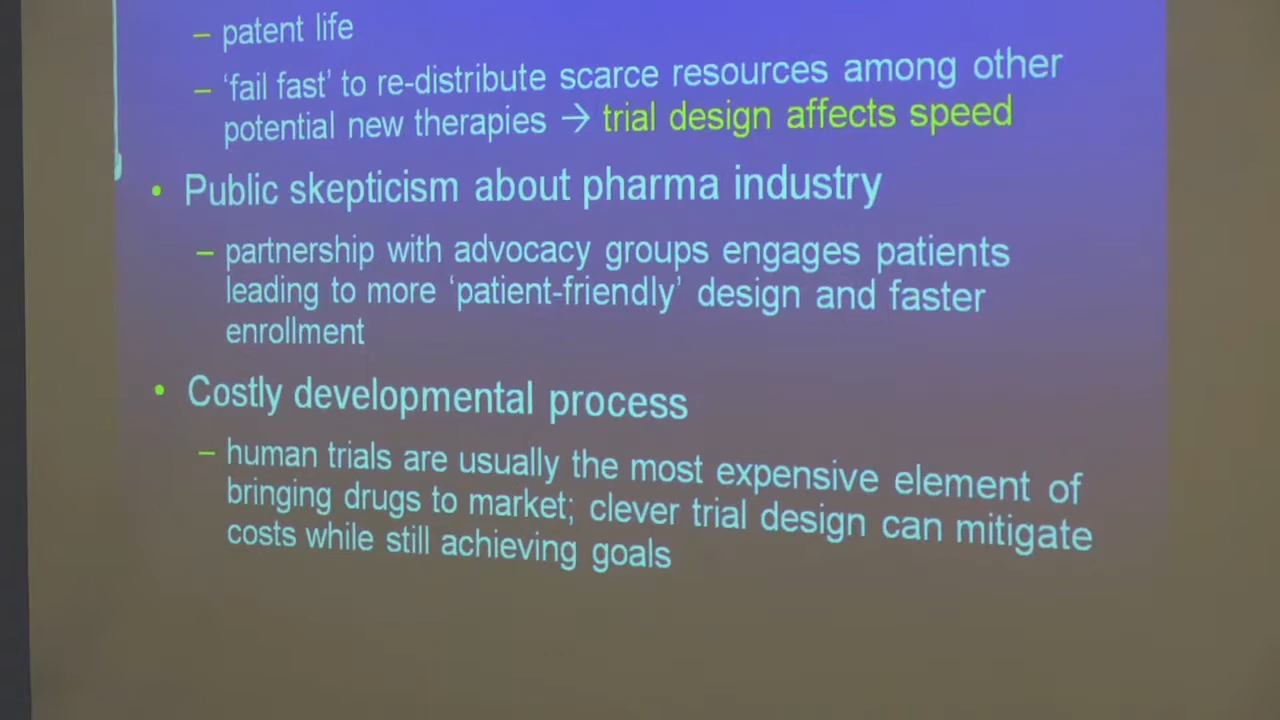 – patent life
– ‘fail fast’ to re-distribute scarce resources among other
potential new therapies → trial design affects speed
• Public skepticism about pharma industry
– partnership with advocacy groups engages patients
leading to more ‘patient-friendly’ design and faster
enrollment
• Costly developmental process
– human trials are usually the most expensive element of
bringing drugs to market; clever trial design can mitigate
costs while still achieving goals